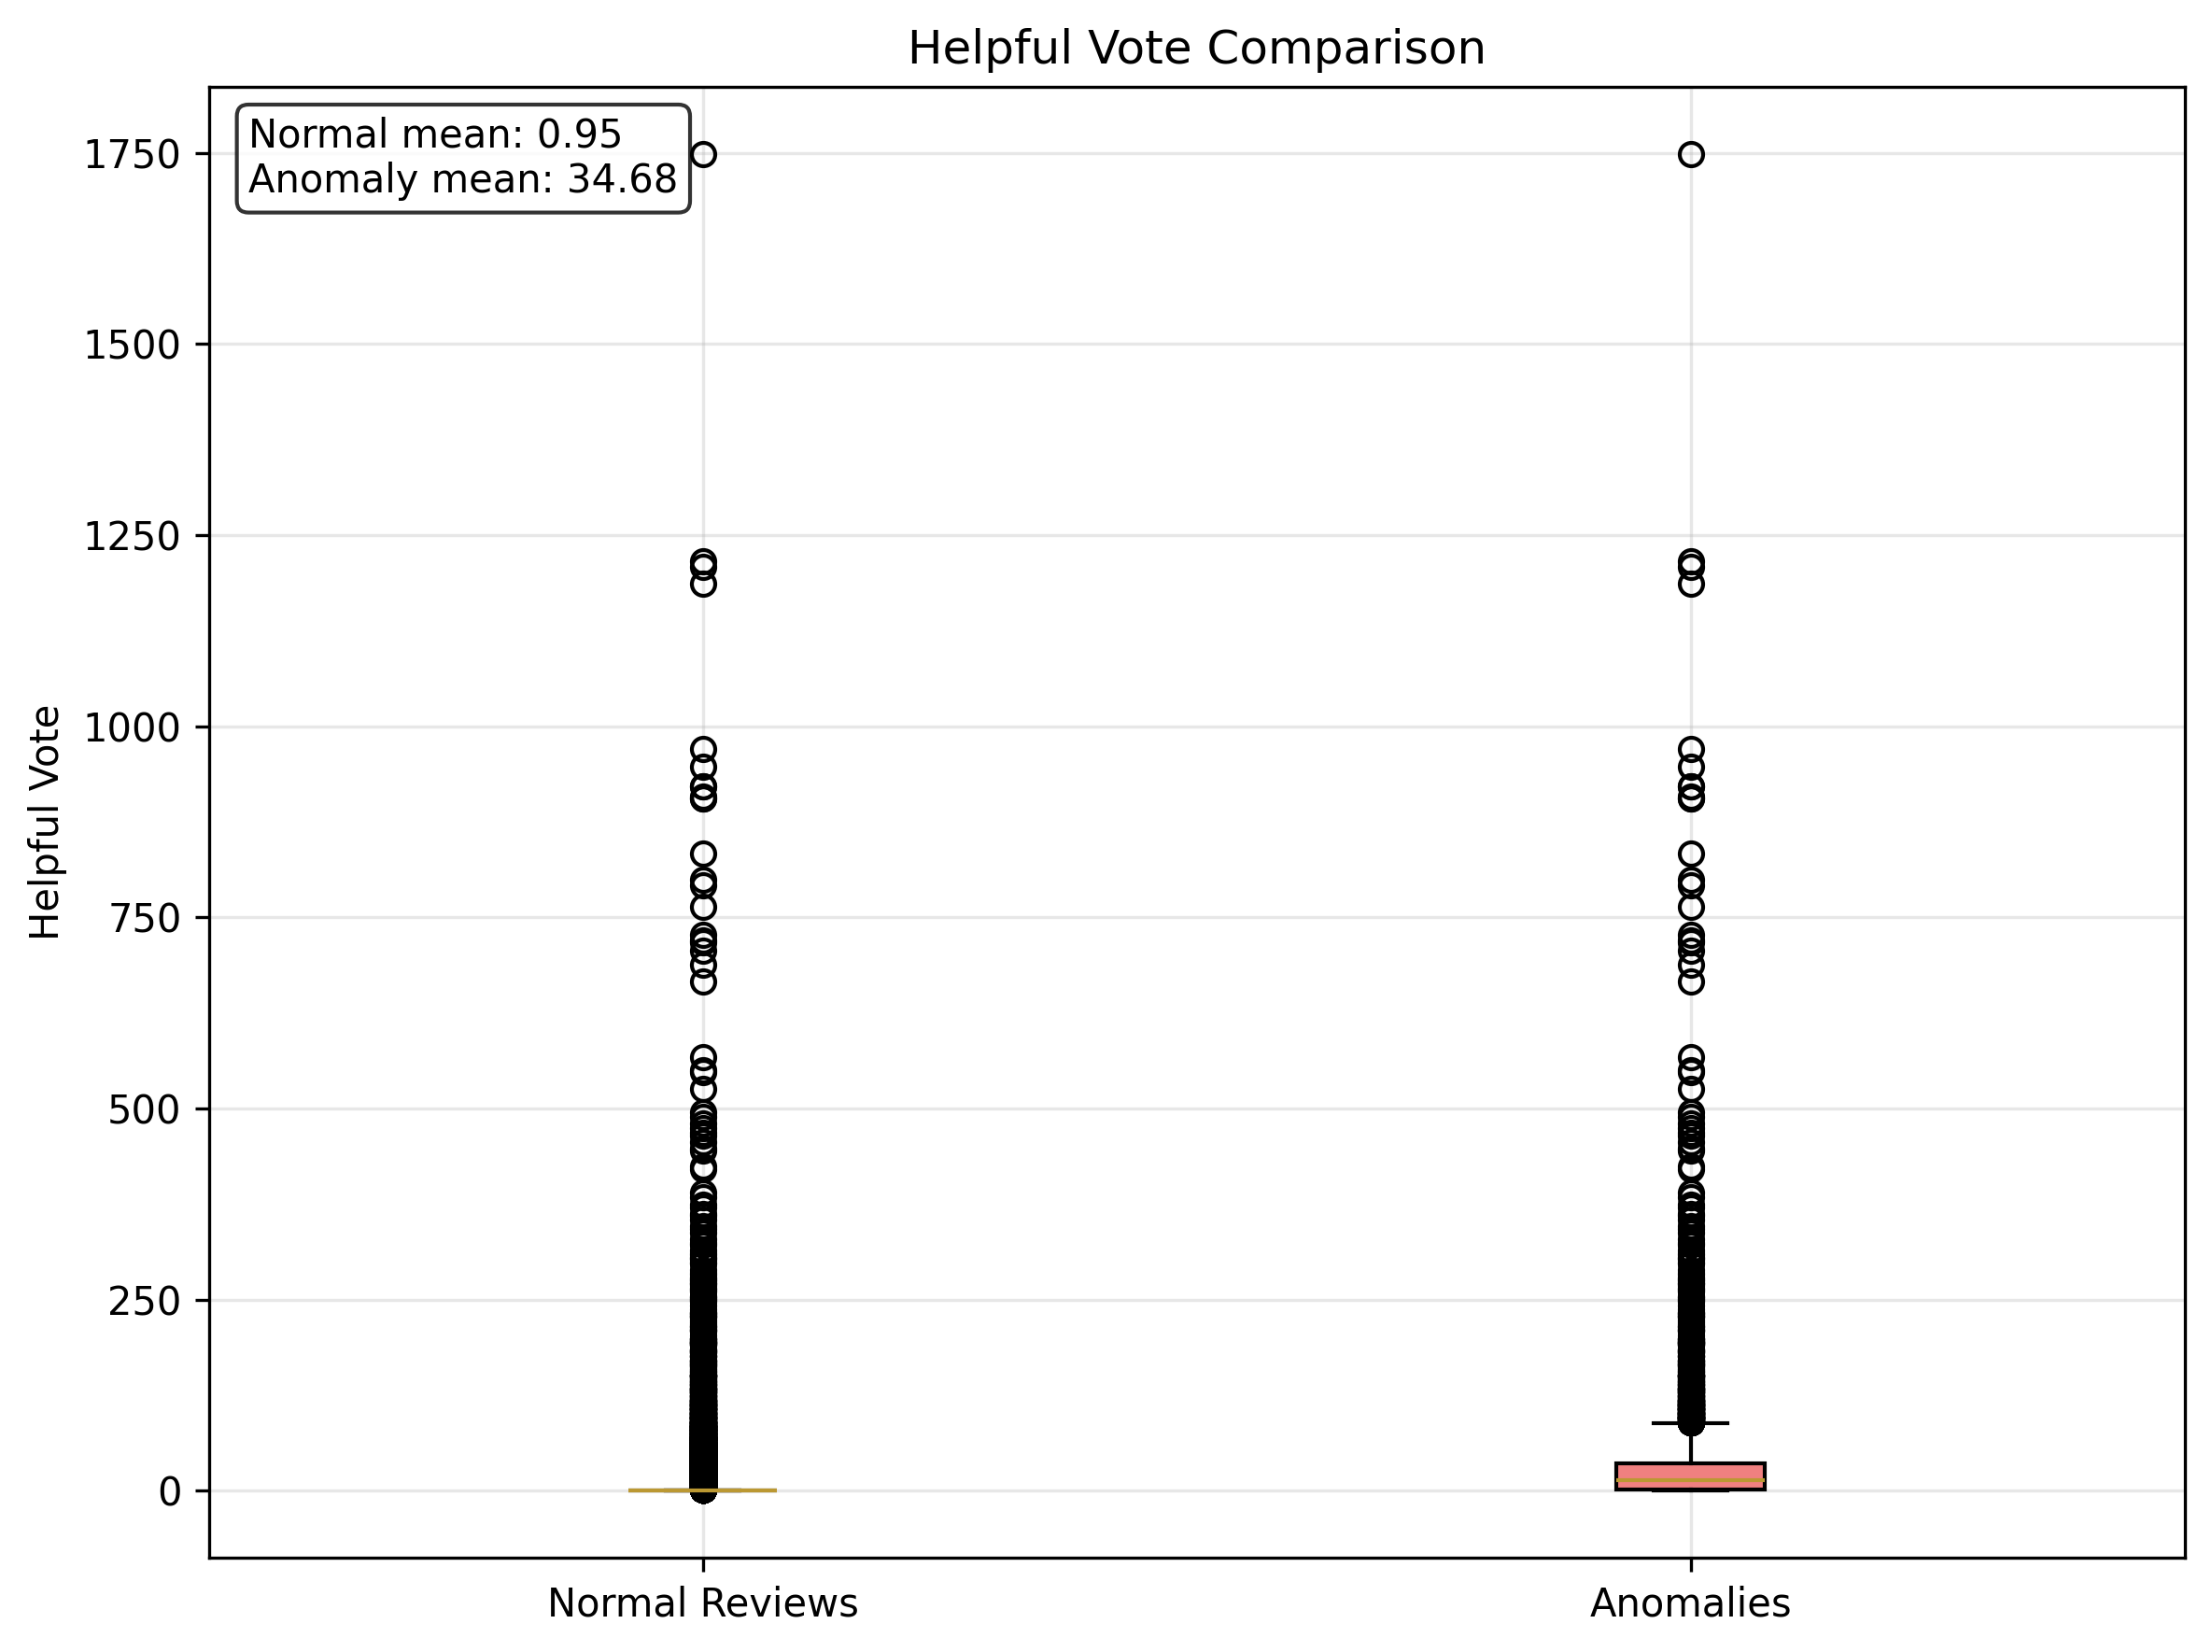 Helpful Vote Comparison
Normal mean: 0.95
Anomaly mean: 34.68
1750
1500
1250
1000
750
500
250
0
Helpful Vote
Normal Reviews
Anomalies